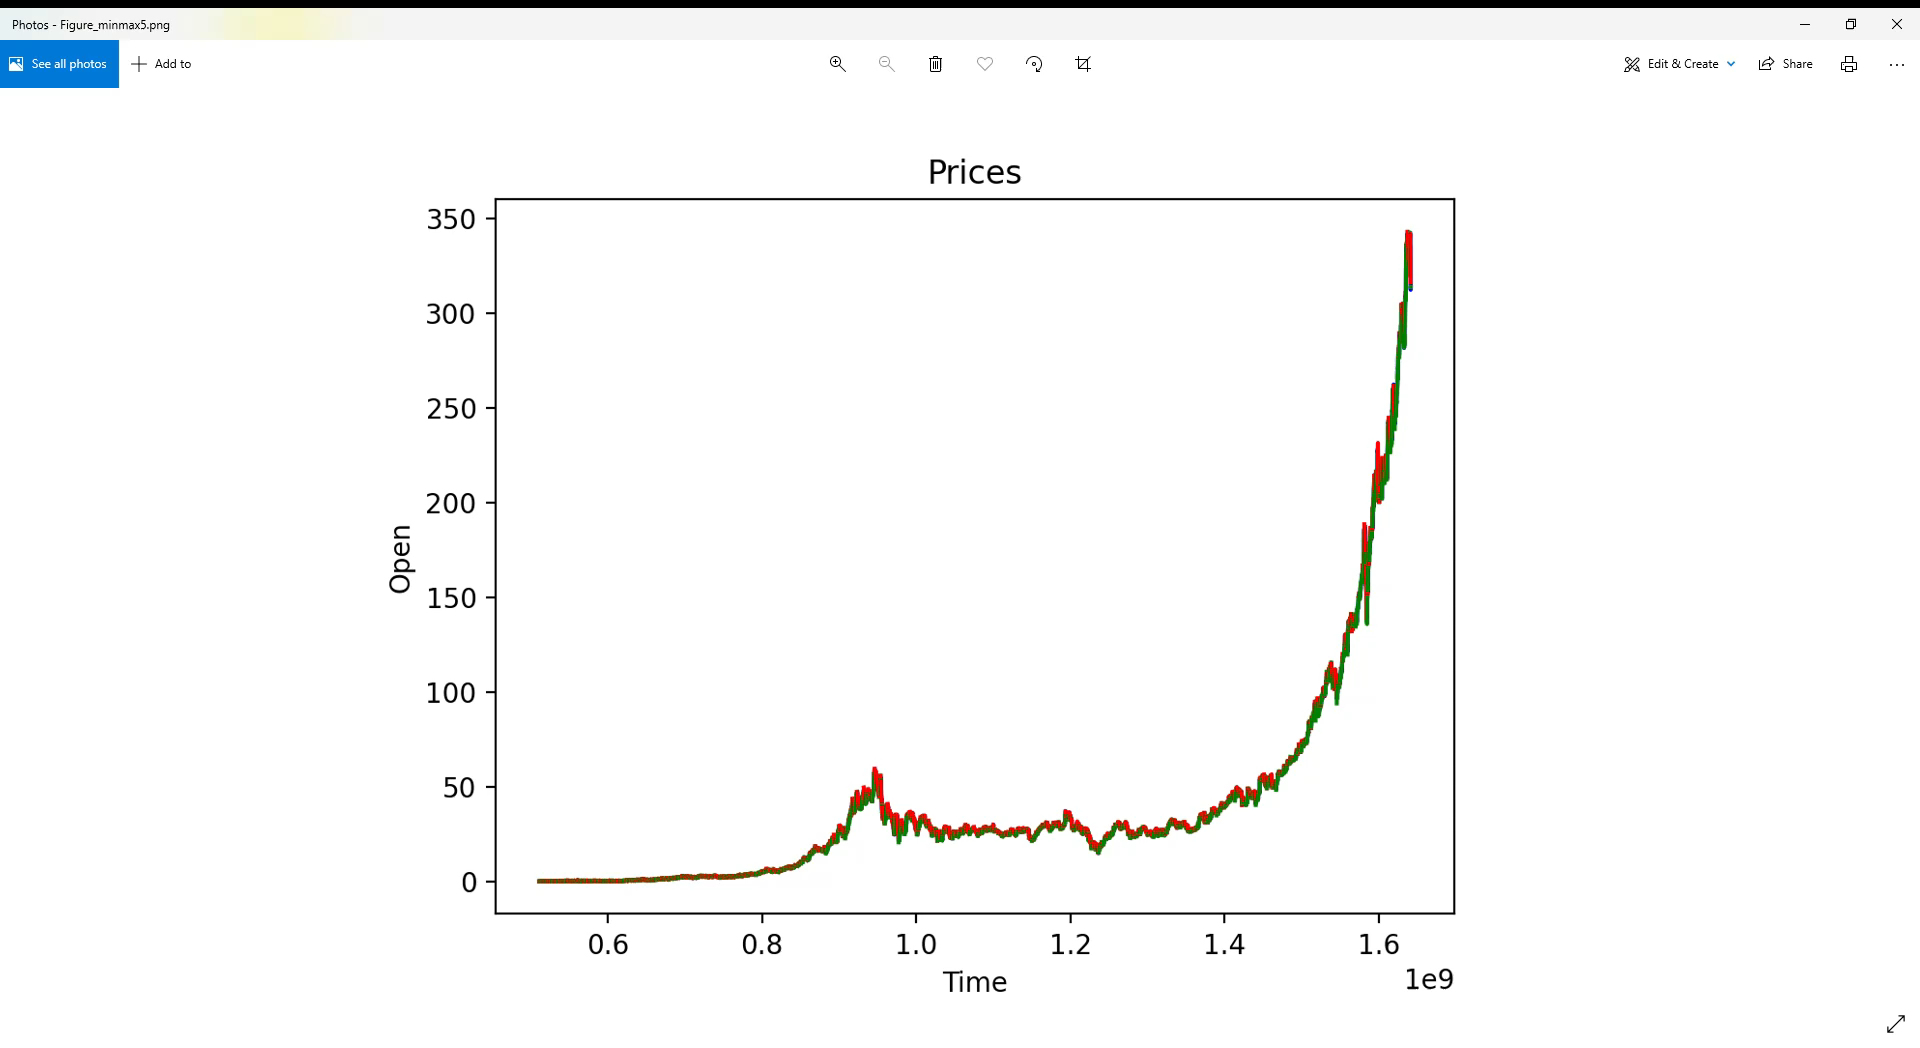 Photos - Figure_minmax5.png
See all photos
Add to
Edit & Create
Share
Prices
350
300
250
200
150
100
50
0
Open
0.6 0.8 1.0 1.2 1.4 1.6
Time
1e9